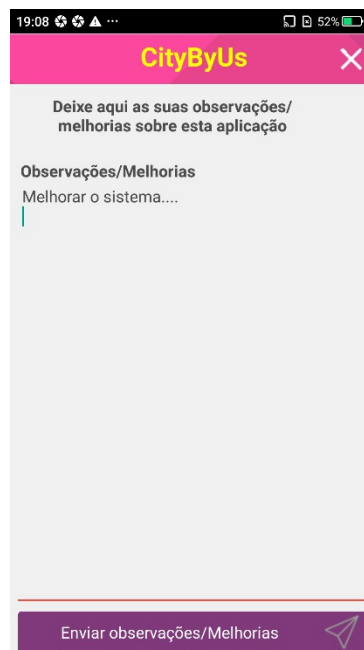 19:08 ... 52%
CityByUs
Deixe aqui as suas observações/
melhorias sobre esta aplicação
Observações/Melhorias
Melhorar o sistema....
Enviar observações/Melhorias